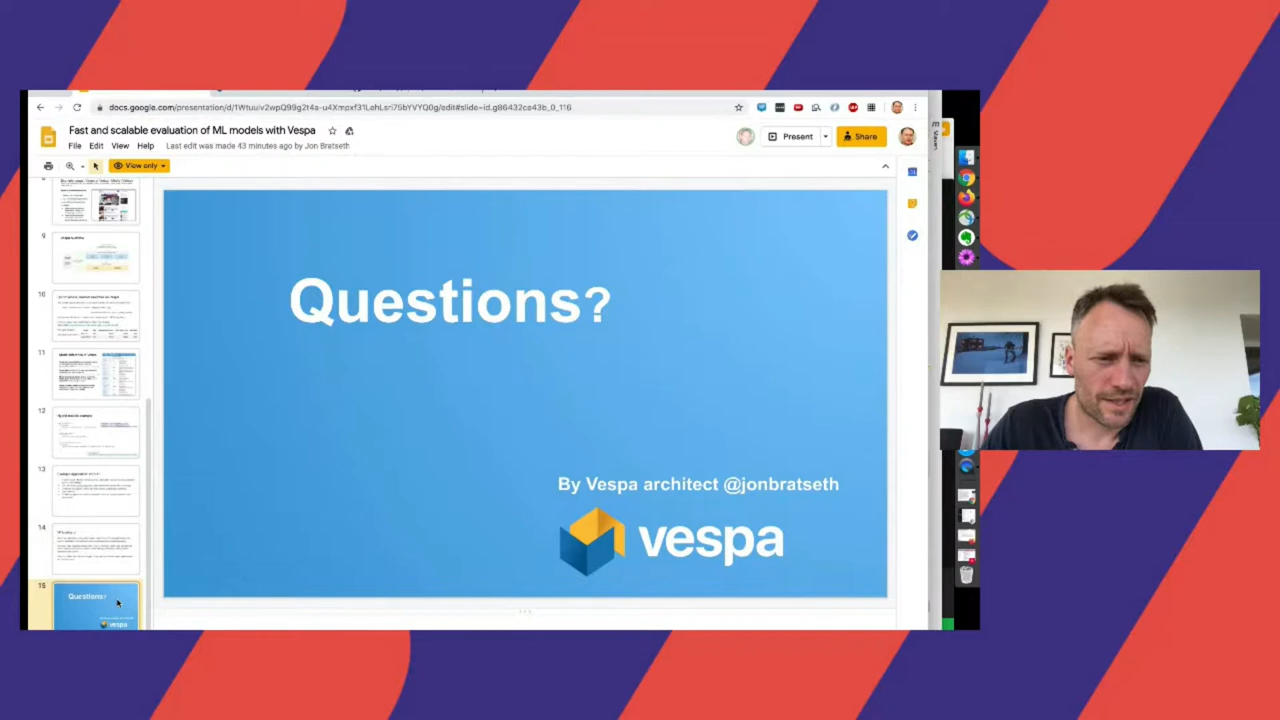 docs.google.com/presentation/d/1Wtuuiv2wpQ99g2t4a-u4Xmpxf31LehLsri75bYVYQ0g/edit#slide=id.g86432ce43b_0_116
Fast and scalable evaluation of ML models with Vespa
Present
Share
File Edit View Help
Last edit was made 43 minutes ago by Jon Bratseth
View only
9
10
11
12
13
14
15
Questions?
vespa
Questions?
By Vespa architect @jonbratseth
vespa